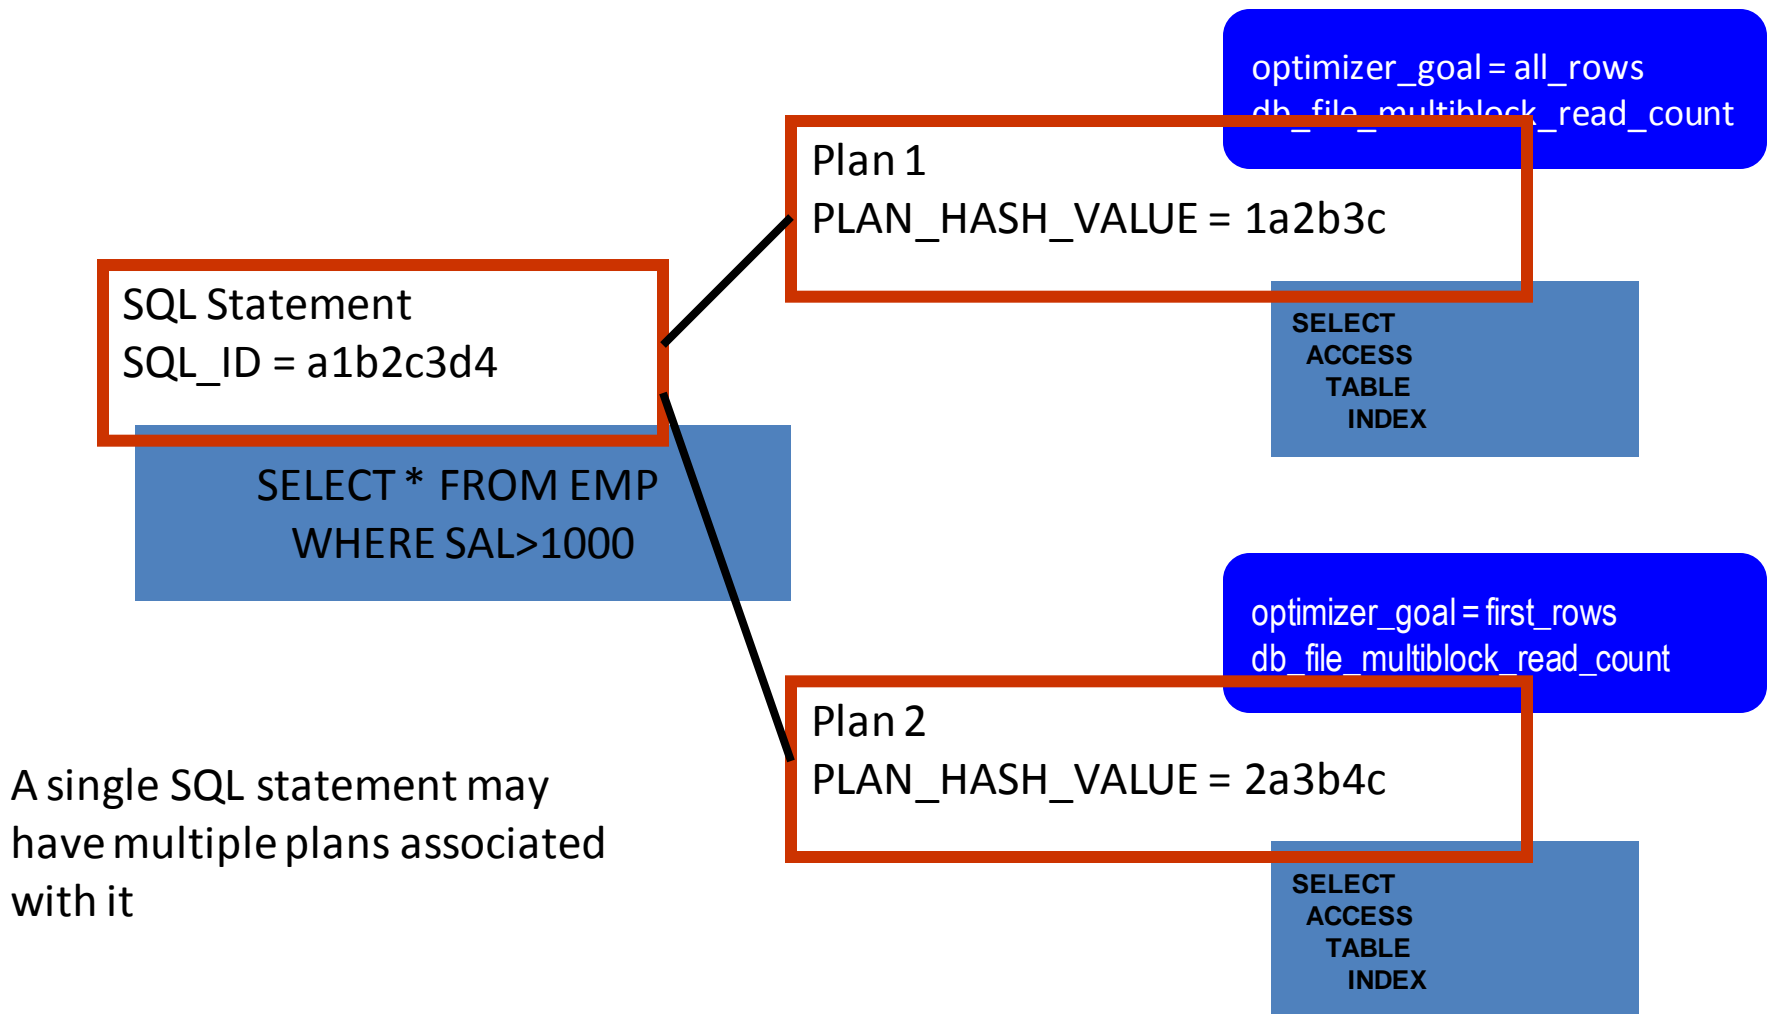 optimizer_goal = all_rows
db_file_multiblock_read_count
Plan 1
PLAN_HASH_VALUE = 1a2b3c
SELECT
ACCESS
TABLE
INDEX
SQL Statement
SQL_ID = a1b2c3d4
SELECT * FROM EMP
WHERE SAL>1000
optimizer_goal = first_rows
db_file_multiblock_read_count
Plan 2
PLAN_HASH_VALUE = 2a3b4c
SELECT
ACCESS
TABLE
INDEX
A single SQL statement may
have multiple plans associated
with it